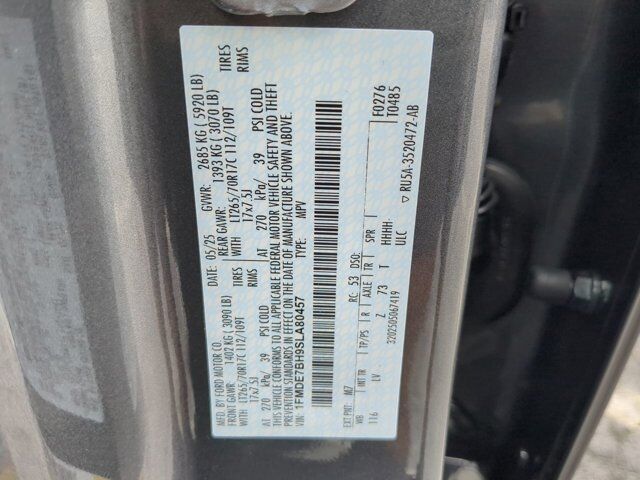 MFD. BY FORD MOTOR CO.
DATE: 05/25 GVWR: 2685 KG ( 5920 LB)
FRONT GAWR: 1402 KG ( 3090 LB) REAR GAWR: 1393 KG ( 3070 LB)
WITH LT265/70R17C 112/109T TIRES WITH LT265/70R17C 112/109T TIRES
17x7.5J RIMS 17x7.5J RIMS
AT 270 kPa/ 39 PSI COLD AT 270 kPa/ 39 PSI COLD
THIS VEHICLE CONFORMS TO ALL APPLICABLE FEDERAL MOTOR VEHICLE SAFETY AND THEFT
PREVENTION STANDARDS IN EFFECT ON THE DATE OF MANUFACTURE SHOWN ABOVE.
VIN: 1FMDE7BH9SLA80457 TYPE: MPV
F0276
T0485
EXT PNT: M7 RC: 53 DSO:
WB INT TR TP/PS R AXLE TR SPR
116 LV Z 73 T HHHH
ULC
3202505067419 RU5A-3520472-AB